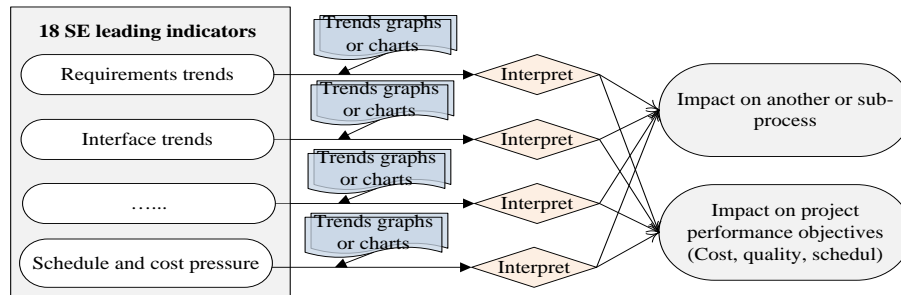 18 SE leading indicators
Requirements trends
Interface trends
…...
Schedule and cost pressure
Trends graphs
or charts
Trends graphs
or charts
Trends graphs
or charts
Trends graphs
or charts
Interpret
Interpret
Interpret
Interpret
Impact on another or sub-
process
Impact on project
performance objectives
(Cost, quality, schedul)